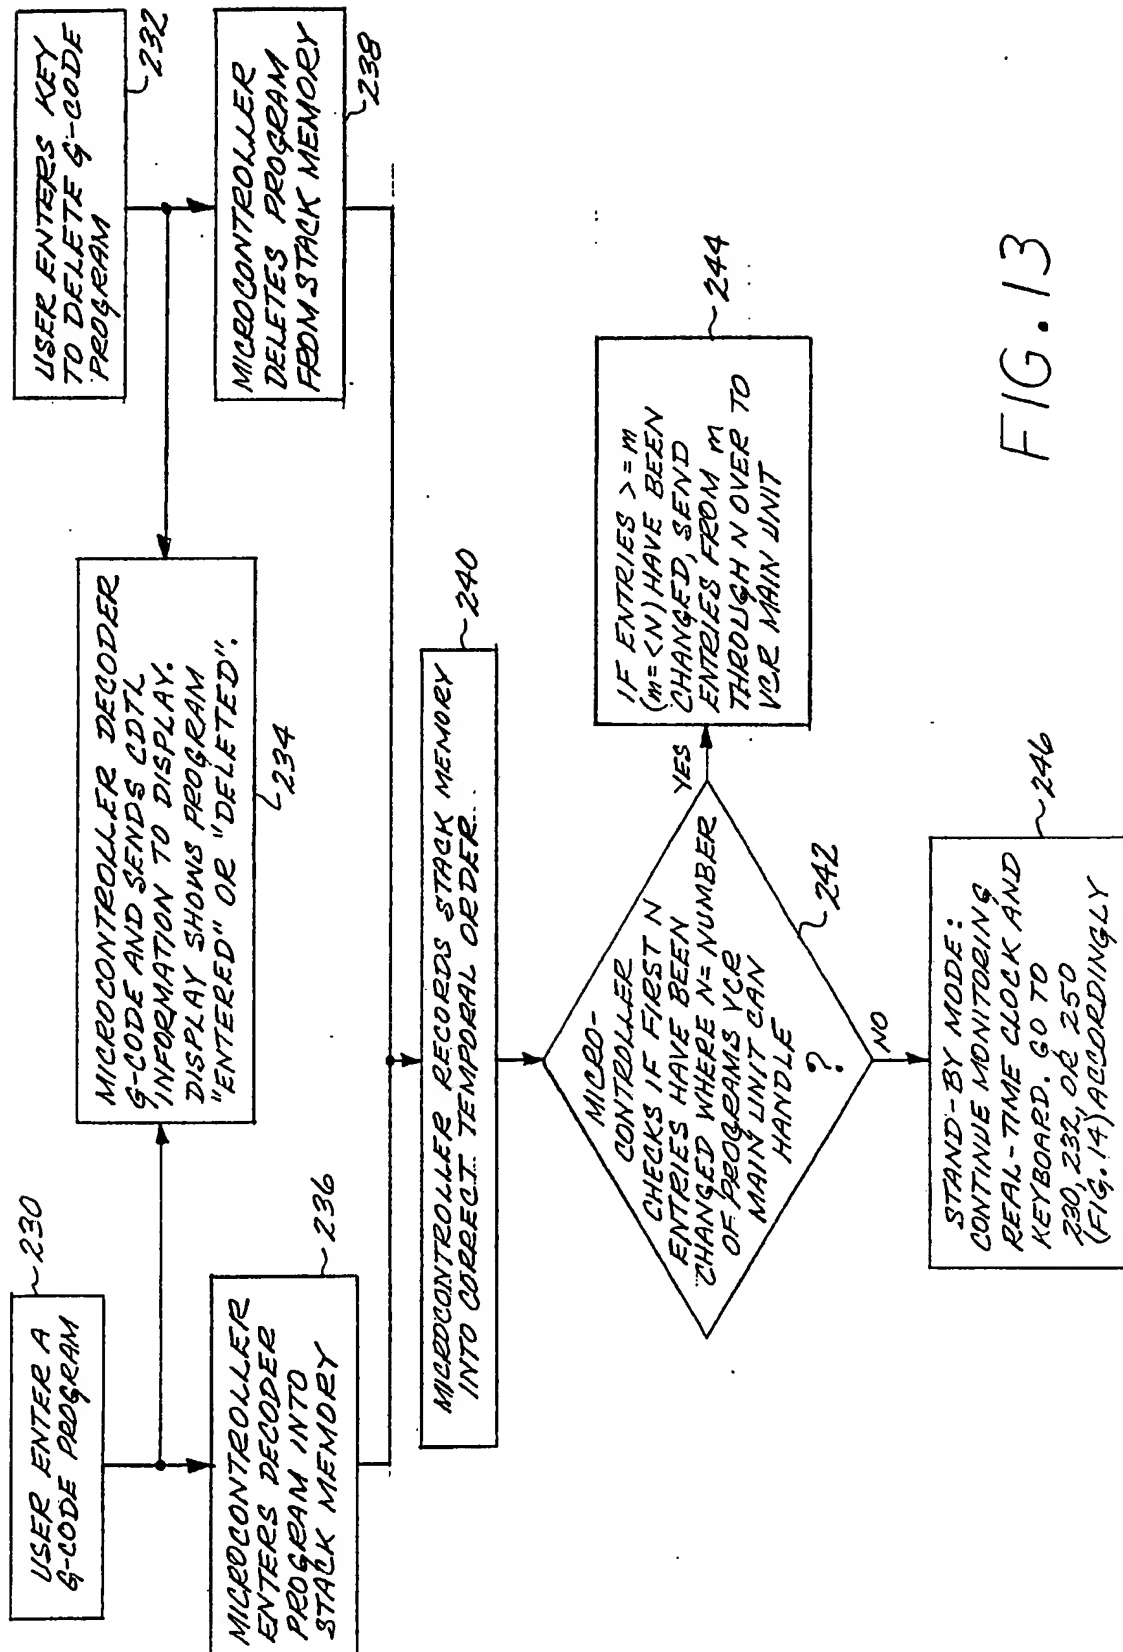 USER ENTER A
G-CODE PROGRAM
230
USER ENTERS KEY
TO DELETE G-CODE
PROGRAM
232
MICROCONTROLLER DECODER
G-CODE AND SENDS CDTL
INFORMATION TO DISPLAY.
DISPLAY SHOWS PROGRAM
"ENTERED" OR "DELETED".
234
MICROCONTROLLER
ENTERS DECODER
PROGRAM INTO
STACK MEMORY
236
MICROCONTROLLER
DELETES PROGRAM
FROM STACK MEMORY
238
MICROCONTROLLER RECORDS STACK MEMORY
INTO CORRECT TEMPORAL ORDER
240
MICRO-
CONTROLLER
CHECKS IF FIRST N
ENTRIES HAVE BEEN
CHANGED WHERE N= NUMBER
OF PROGRAMS VCR
MAIN UNIT CAN
HANDLE
?
242
YES
IF ENTRIES >= m
(m=<N) HAVE BEEN
CHANGED, SEND
ENTRIES FROM m
THROUGH N OVER TO
VCR MAIN UNIT
244
NO
STAND-BY MODE:
CONTINUE MONITORING
REAL-TIME CLOCK AND
KEYBOARD. GO TO
230, 232, OR 250
(FIG. 14) ACCORDINGLY
246
FIG. 13